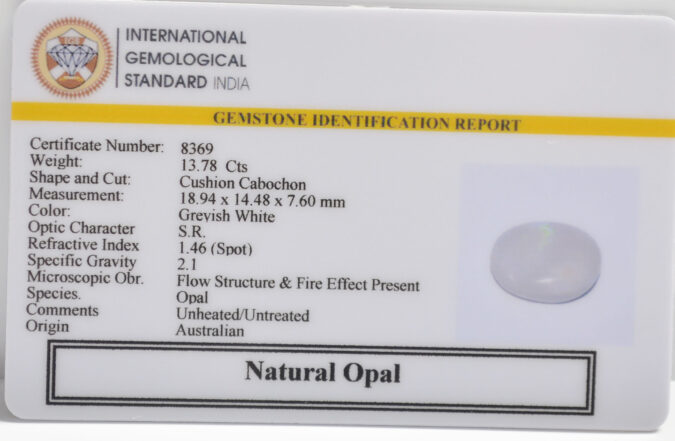 INTERNATIONAL
GEMOLOGICAL
STANDARD INDIA
GEMSTONE IDENTIFICATION REPORT
Certificate Number: 8369
Weight: 13.78 Cts
Shape and Cut: Cushion Cabochon
Measurement: 18.94 x 14.48 x 7.60 mm
Color: Greyish White
Optic Character S.R.
Refractive Index 1.46 (Spot)
Specific Gravity 2.1
Microscopic Obr. Flow Structure & Fire Effect Present
Species. Opal
Comments Unheated/Untreated
Origin Australian
Natural Opal